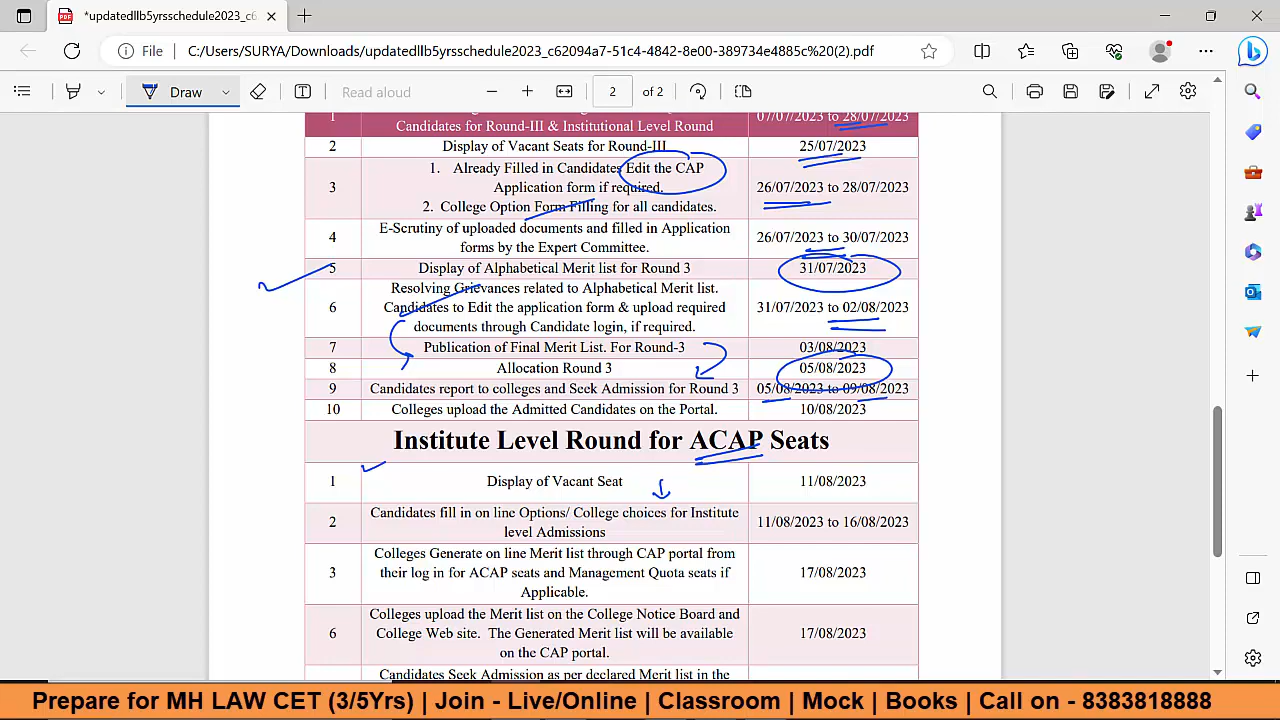 *updatedllb5yrsschedule2023_c6
File
C:/Users/SURYA/Downloads/updatedllb5yrsschedule2023_c62094a7-51c4-4842-8e00-389734e4885c%20(2).pdf
Draw
Read aloud
2
of 2
1
07/07/2023 to 28/07/2023
Candidates for Round-III & Institutional Level Round
2
Display of Vacant Seats for Round-III
25/07/2023
3
1. Already Filled in Candidates Edit the CAP
Application form if required.
2. College Option Form Filling for all candidates.
26/07/2023 to 28/07/2023
4
E-Scrutiny of uploaded documents and filled in Application
forms by the Expert Committee.
26/07/2023 to 30/07/2023
5
Display of Alphabetical Merit list for Round 3
31/07/2023
6
Resolving Grievances related to Alphabetical Merit list.
Candidates to Edit the application form & upload required
documents through Candidate login, if required.
31/07/2023 to 02/08/2023
7
Publication of Final Merit List. For Round-3
03/08/2023
8
Allocation Round 3
05/08/2023
9
Candidates report to colleges and Seek Admission for Round 3
05/08/2023 to 09/08/2023
10
Colleges upload the Admitted Candidates on the Portal.
10/08/2023
Institute Level Round for ACAP Seats
1
Display of Vacant Seat
11/08/2023
2
Candidates fill in on line Options/ College choices for Institute
level Admissions
11/08/2023 to 16/08/2023
3
Colleges Generate on line Merit list through CAP portal from
their log in for ACAP seats and Management Quota seats if
Applicable.
17/08/2023
6
Colleges upload the Merit list on the College Notice Board and
College Web site. The Generated Merit list will be available
on the CAP portal.
17/08/2023
Candidates Seek Admission as per declared Merit list in the
Prepare for MH LAW CET (3/5Yrs) | Join - Live/Online | Classroom | Mock | Books | Call on - 8383818888